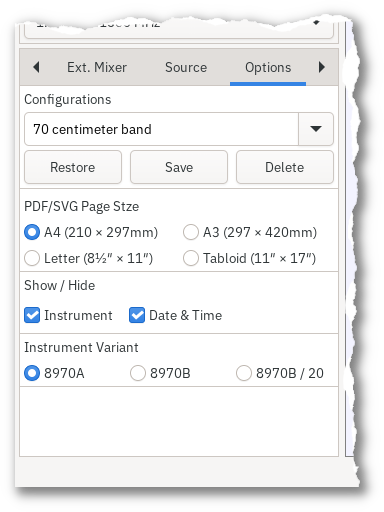 Ext. Mixer Source Options
Configurations
70 centimeter band
Restore Save Delete
PDF/SVG Page Stze
A4 (210 × 297mm) A3 (297 × 420mm)
Letter (8½″ × 11″) Tabloid (11″ × 17″)
Show / Hide
Instrument Date & Time
Instrument Variant
8970A 8970B 8970B / 20